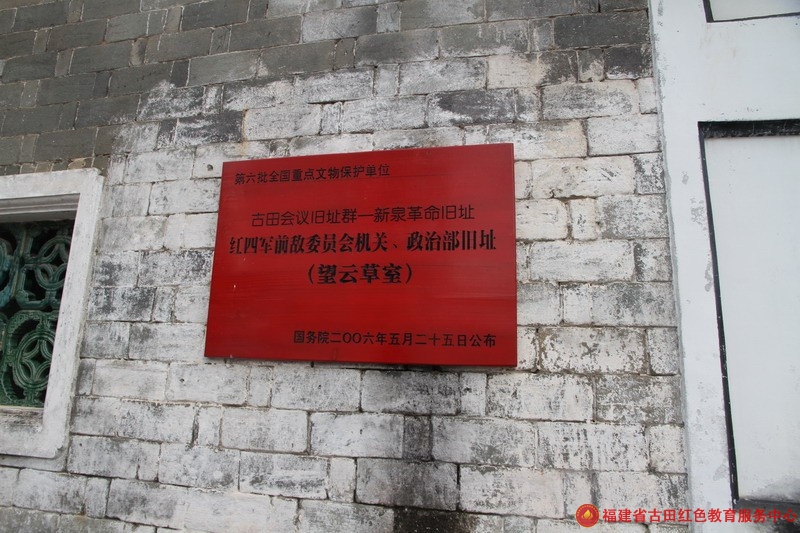 第六批全国重点文物保护单位
古田会议旧址群—新泉革命旧址
红四军前敌委员会机关、政治部旧址
（望云草室）
国务院二〇〇六年五月二十五日公布
福建省古田红色教育服务中心